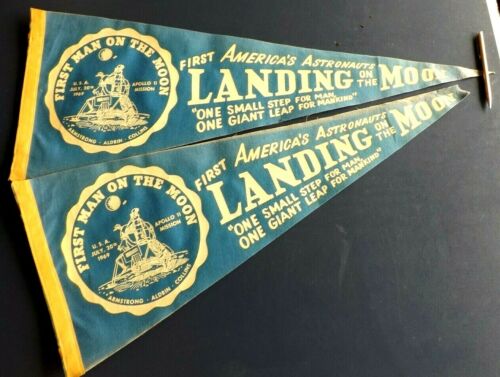 FIRST MAN ON THE MOON
U.S.A.
JULY, 20th
1969
APOLLO 11
MISSION
ARMSTRONG - ALDRIN - COLLINS
FIRST AMERICA'S ASTRONAUTS
LANDING ON THE MOON
"ONE SMALL STEP FOR MAN,
ONE GIANT LEAP FOR MANKIND"
FIRST MAN ON THE MOON
U.S.A.
JULY, 20th
1969
APOLLO 11
MISSION
ARMSTRONG - ALDRIN - COLLINS
FIRST AMERICA'S ASTRONAUTS
LANDING ON THE MOON
"ONE SMALL STEP FOR MAN,
ONE GIANT LEAP FOR MANKIND"